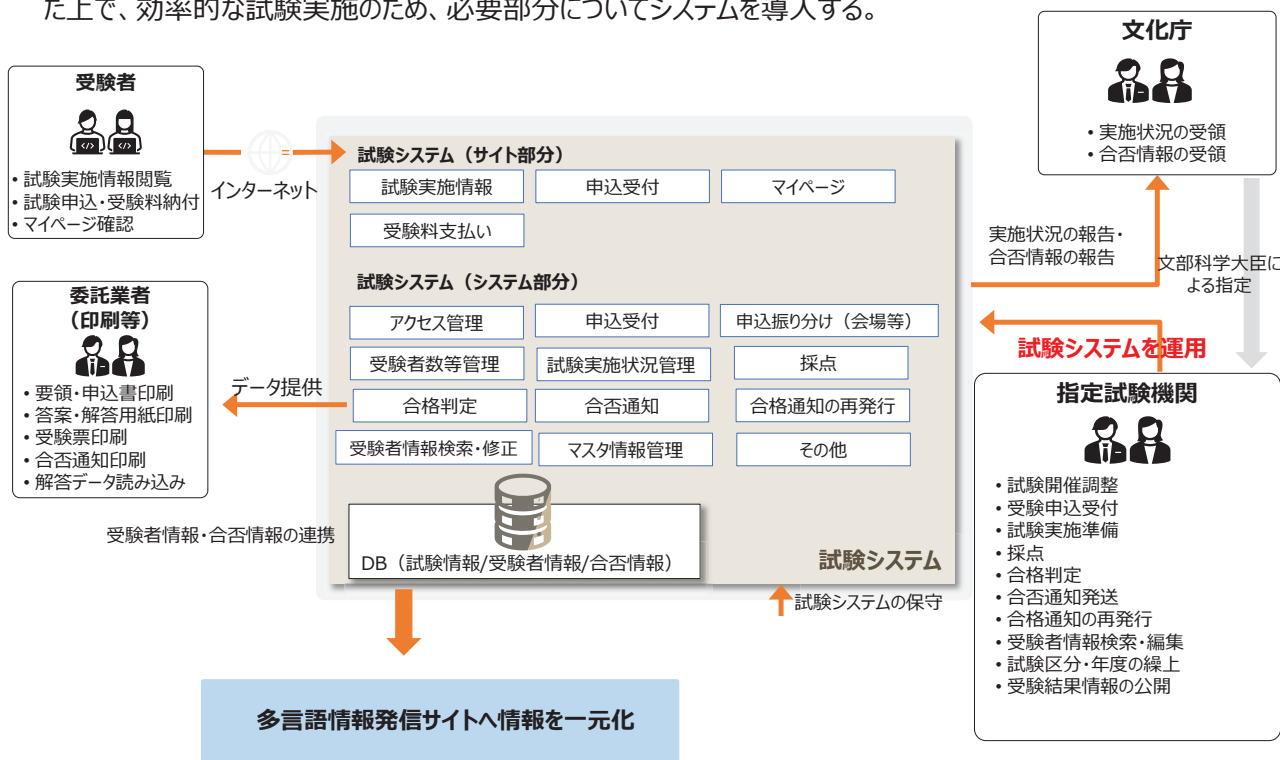 た上で、効率的な試験実施のため、必要部分についてシステムを導入する。
受験者
・試験実施情報閲覧
・試験申込・受験料納付
・マイページ確認
インターネット
委託業者
（印刷等）
・要領・申込書印刷
・答案・解答用紙印刷
・受験票印刷
・合否通知印刷
・解答データ読み込み
データ提供
試験システム（サイト部分）
試験実施情報
申込受付
マイページ
受験料支払い
試験システム（システム部分）
アクセス管理
申込受付
申込振り分け（会場等）
受験者数等管理
試験実施状況管理
採点
合格判定
合否通知
合格通知の再発行
受験者情報検索・修正
マスタ情報管理
その他
DB（試験情報/受験者情報/合否情報）
試験システム
受験者情報・合否情報の連携
試験システムの保守
多言語情報発信サイトへ情報を一元化
文化庁
・実施状況の受領
・合否情報の受領
実施状況の報告・
合否情報の報告
文部科学大臣に
よる指定
試験システムを運用
指定試験機関
・試験開催調整
・受験申込受付
・試験実施準備
・採点
・合格判定
・合否通知発送
・合格通知の再発行
・受験者情報検索・編集
・試験区分・年度の繰上
・受験結果情報の公開